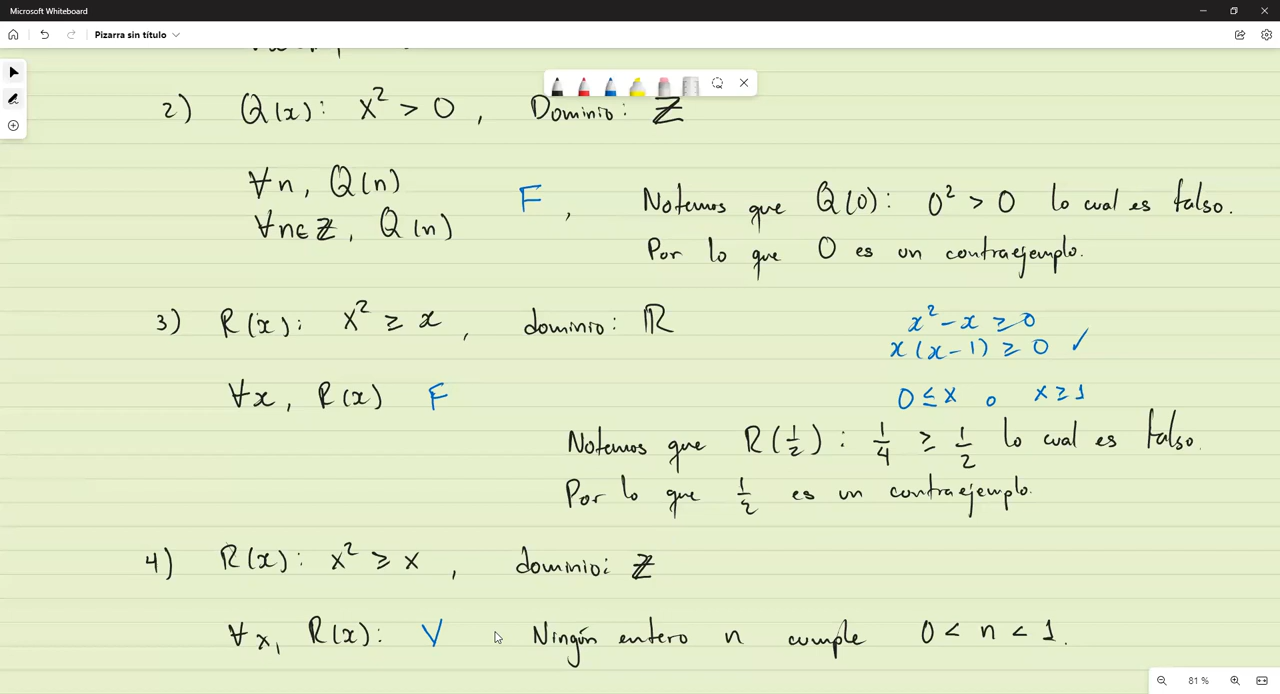 Microsoft Whiteboard
Pizarra sin título
2) Q(x): x² > 0, Dominio: ℤ
∀n, Q(n)
∀n∈ℤ, Q(n)
F, Notemos que Q(0): 0² > 0 lo cual es falso.
Por lo que 0 es un contraejemplo.
3) R(x): x² ≥ x, dominio: ℝ
x² - x ≥ 0
x(x-1) ≥ 0 ✓
∀x, R(x) F
0 ≤ x o x ≥ 1
Notemos que R(1/2): 1/4 ≥ 1/2 lo cual es falso.
Por lo que 1/2 es un contraejemplo.
4) R(x): x² ≥ x, dominio: ℤ
∀x, R(x): V Ningún entero n cumple 0 < n < 1.
81 %